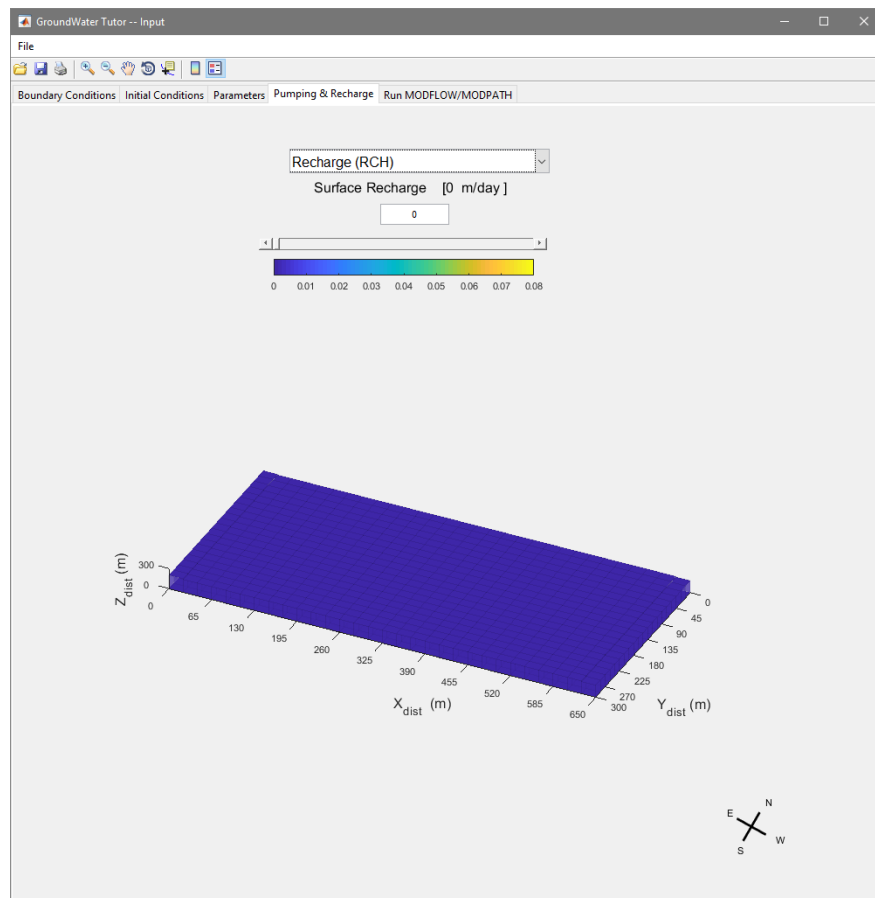 GroundWater Tutor -- Input
File
Boundary Conditions Initial Conditions Parameters Pumping & Recharge Run MODFLOW/MODPATH
Recharge (RCH)
Surface Recharge [0 m/day ]
0
0 0.01 0.02 0.03 0.04 0.05 0.06 0.07 0.08
Zdist (m)
300
0
0 65 130 195 260 325 390 455 520 585 650
Xdist (m)
0 45 90 135 180 225 270 300
Ydist (m)
N
E
W
S